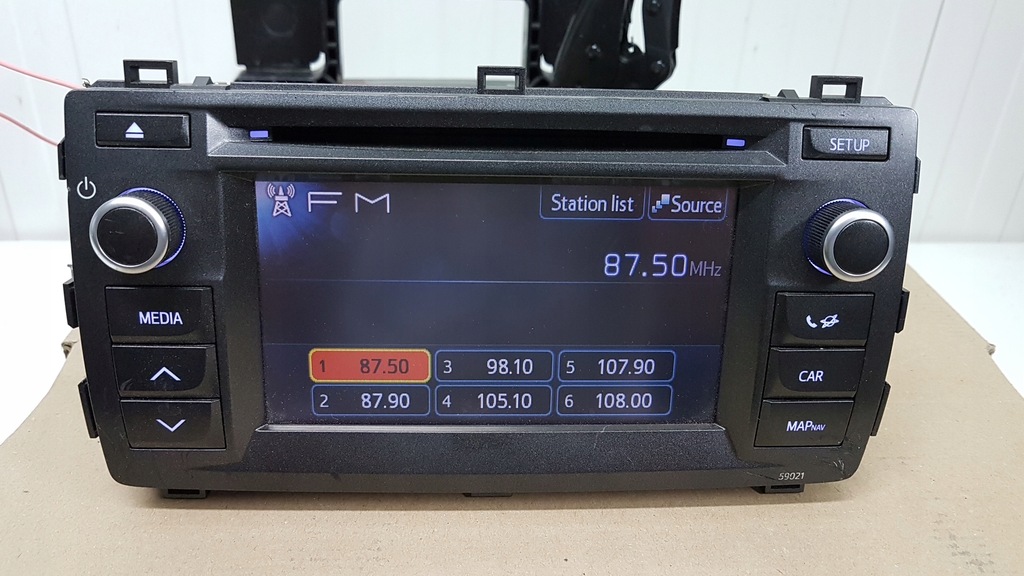 SETUP
FM
Station list
Source
87.50MHz
MEDIA
CAR
MAPNAV
1 87.50
3 98.10
5 107.90
2 87.90
4 105.10
6 108.00
59021